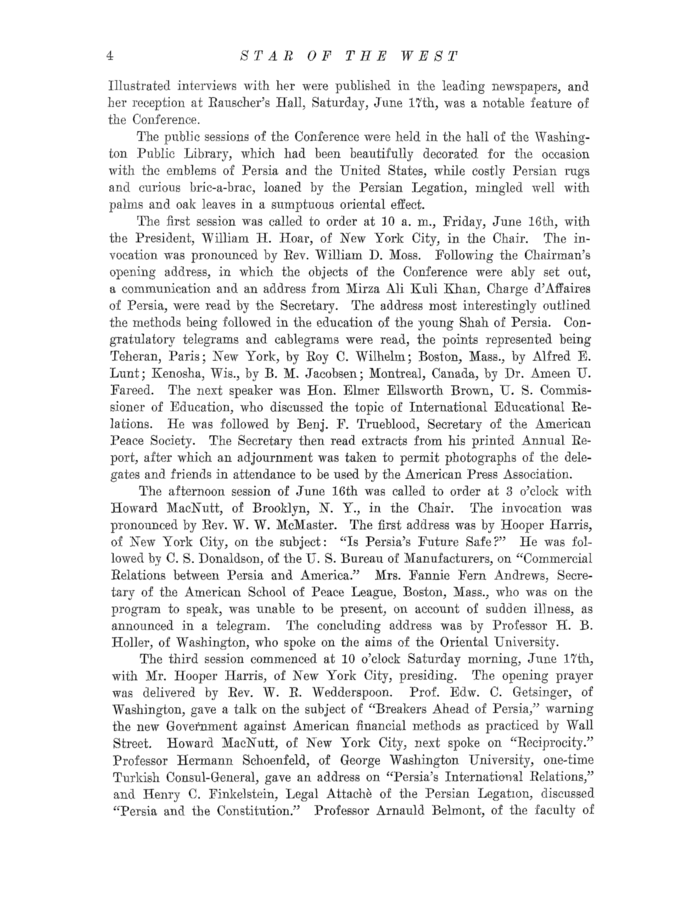 4 STAR OF THE WEST
Illustrated interviews with her were published in the leading newspapers, and
her reception at Rauscher's Hall, Saturday, June 17th, was a notable feature of
the Conference.
The public sessions of the Conference were held in the hall of the Washing-
ton Public Library, which had been beautifully decorated for the occasion
with the emblems of Persia and the United States, while costly Persian rugs
and curious bric-a-brac, loaned by the Persian Legation, mingled well with
palms and oak leaves in a sumptuous oriental effect.
The first session was called to order at 10 a. m., Friday, June 16th, with
the President, William H. Hoar, of New York City, in the Chair. The in-
vocation was pronounced by Rev. William D. Moss. Following the Chairman's
opening address, in which the objects of the Conference were ably set out,
a communication and an address from Mirza Ali Kuli Khan, Charge d'Affaires
of Persia, were read by the Secretary. The address most interestingly outlined
the methods being followed in the education of the young Shah of Persia. Con-
gratulatory telegrams and cablegrams were read, the points represented being
Teheran, Paris; New York, by Roy C. Wilhelm; Boston, Mass., by Alfred E.
Lunt; Kenosha, Wis., by B. M. Jacobsen; Montreal, Canada, by Dr. Ameen U.
Fareed. The next speaker was Hon. Elmer Ellsworth Brown, U. S. Commis-
sioner of Education, who discussed the topic of International Educational Re-
lations. He was followed by Benj. F. Trueblood, Secretary of the American
Peace Society. The Secretary then read extracts from his printed Annual Re-
port, after which an adjournment was taken to permit photographs of the dele-
gates and friends in attendance to be used by the American Press Association.
The afternoon session of June 16th was called to order at 3 o'clock with
Howard MacNutt, of Brooklyn, N. Y., in the Chair. The invocation was
pronounced by Rev. W. W. McMaster. The first address was by Hooper Harris,
of New York City, on the subject: "Is Persia's Future Safe?" He was fol-
lowed by C. S. Donaldson, of the U. S. Bureau of Manufacturers, on "Commercial
Relations between Persia and America." Mrs. Fannie Fern Andrews, Secre-
tary of the American School of Peace League, Boston, Mass., who was on the
program to speak, was unable to be present, on account of sudden illness, as
announced in a telegram. The concluding address was by Professor H. B.
Holler, of Washington, who spoke on the aims of the Oriental University.
The third session commenced at 10 o'clock Saturday morning, June 17th,
with Mr. Hooper Harris, of New York City, presiding. The opening prayer
was delivered by Rev. W. R. Wedderspoon. Prof. Edw. C. Getsinger, of
Washington, gave a talk on the subject of "Breakers Ahead of Persia," warning
the new Government against American financial methods as practiced by Wall
Street. Howard MacNutt, of New York City, next spoke on "Reciprocity."
Professor Hermann Schoenfeld, of George Washington University, one-time
Turkish Consul-General, gave an address on "Persia's International Relations,"
and Henry C. Finkelstein, Legal Attachè of the Persian Legation, discussed
"Persia and the Constitution." Professor Arnauld Belmont, of the faculty of